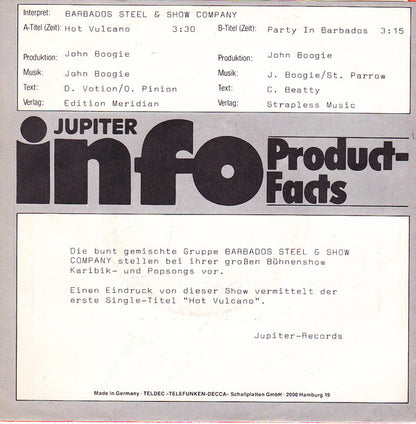 Interpret: BARBADOS STEEL & SHOW COMPANY
A-Titel (Zeit): Hot Vulcano 3:30 B-Titel (Zeit): Party In Barbados 3:15
Produktion: John Boogie Produktion: John Boogie
Musik: John Boogie Musik: J. Boogie/St. Parrow
Text: D. Votion/O. Pinion Text: C. Beatty
Verlag: Edition Meridian Verlag: Strapless Music
JUPITER
info Product-
Facts
Die bunt gemischte Gruppe BARBADOS STEEL & SHOW
COMPANY stellen bei ihrer großen Bühnenshow
Karibik- und Popsongs vor.
Einen Eindruck von dieser Show vermittelt der
erste Single-Titel "Hot Vulcano".
Jupiter-Records
Made in Germany · TELDEC »TELEFUNKEN-DECCA« Schallplatten GmbH · 2000 Hamburg 19